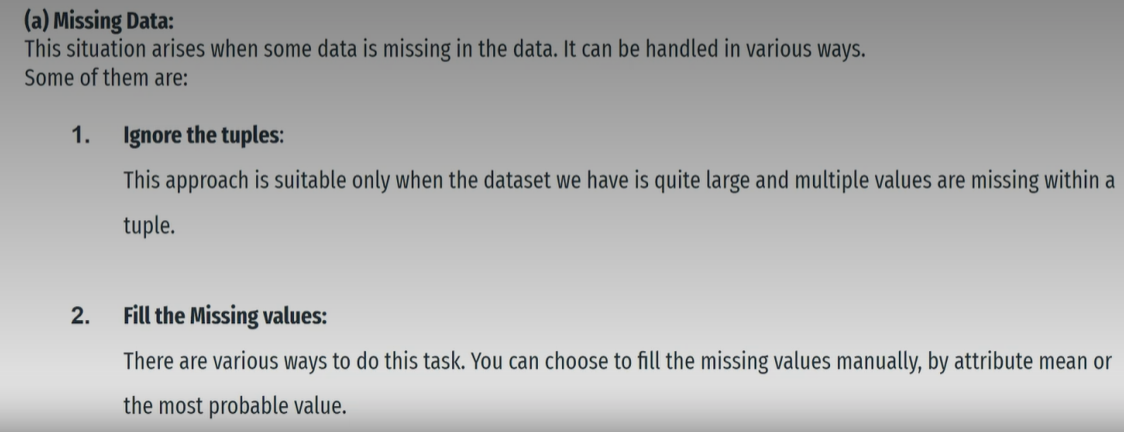 (a) Missing Data:
This situation arises when some data is missing in the data. It can be handled in various ways.
Some of them are:
1. Ignore the tuples:
This approach is suitable only when the dataset we have is quite large and multiple values are missing within a
tuple.
2. Fill the Missing values:
There are various ways to do this task. You can choose to fill the missing values manually, by attribute mean or
the most probable value.